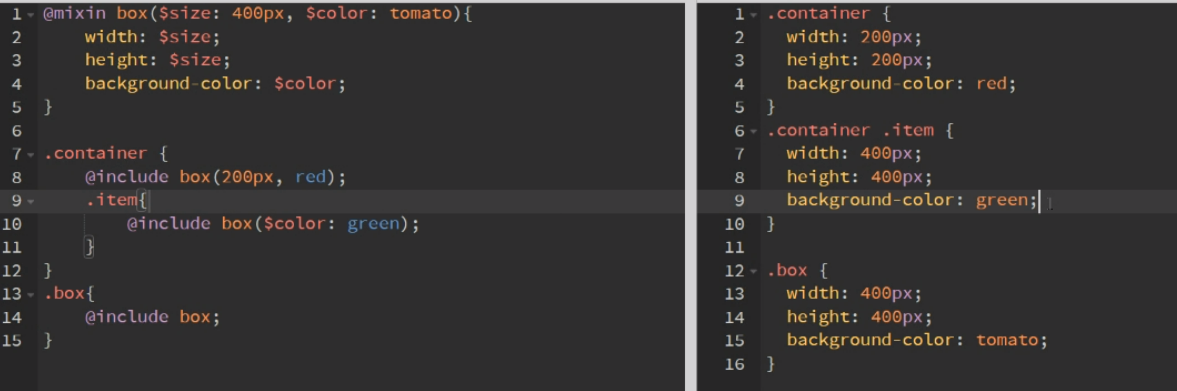 1 @mixin box($size: 400px, $color: tomato){
2 width: $size;
3 height: $size;
4 background-color: $color;
5 }
6
7 .container {
8 @include box(200px, red);
9 .item{
10 @include box($color: green);
11 }
12 }
13 .box{
14 @include box;
15 }
1 .container {
2 width: 200px;
3 height: 200px;
4 background-color: red;
5 }
6 .container .item {
7 width: 400px;
8 height: 400px;
9 background-color: green;
10 }
11
12 .box {
13 width: 400px;
14 height: 400px;
15 background-color: tomato;
16 }